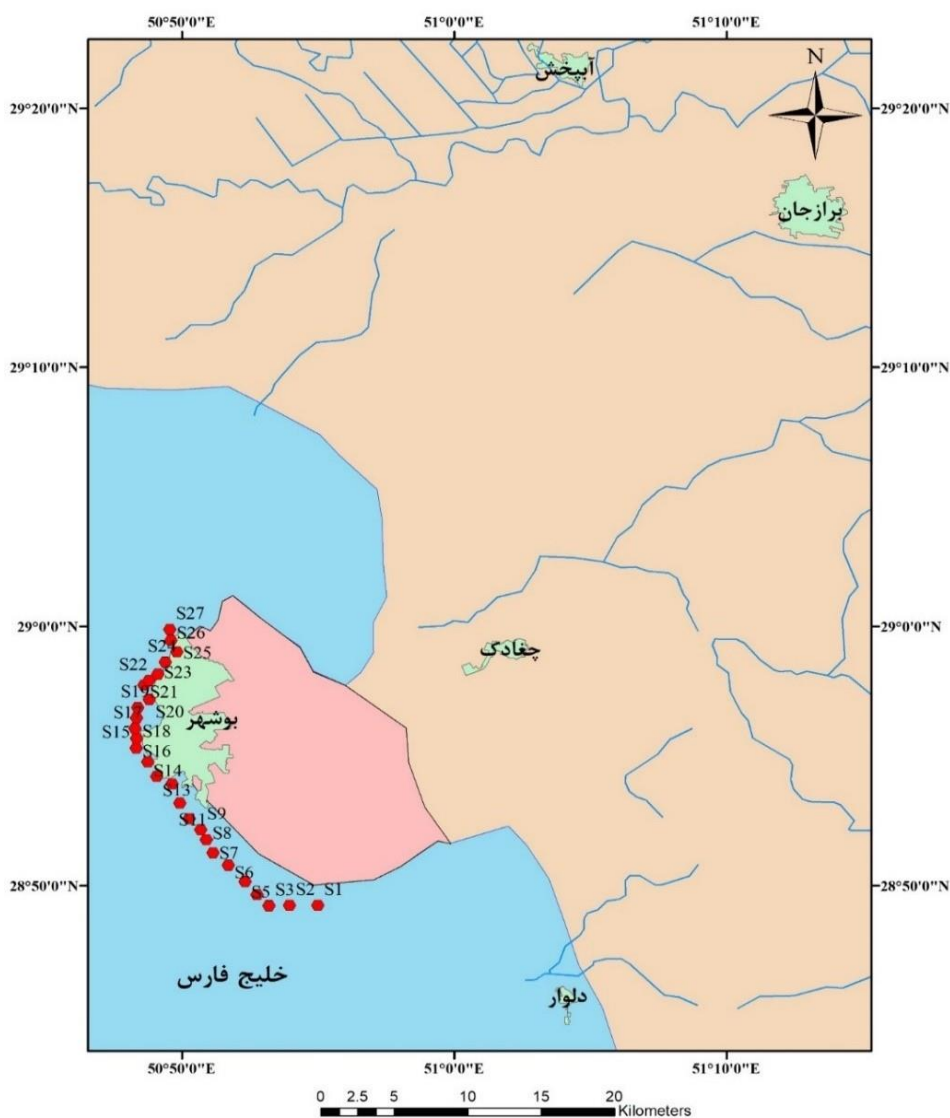 50°50'0"E 51°0'0"E 51°10'0"E
N
آبپخش
29°20'0"N 29°20'0"N
برازجان
29°10'0"N 29°10'0"N
S27
29°0'0"N 29°0'0"N
S26
S24
S25
چغادک
S22
S23
S19 S21
S17 S20
بوشهر
S15 S18
S16
S14
S13
S9
S11
S8
S7
S6
28°50'0"N 28°50'0"N
S5 S3 S2 S1
خلیج فارس
دلوار
50°50'0"E 51°0'0"E 51°10'0"E
0 2.5 5 10 15 20
Kilometers